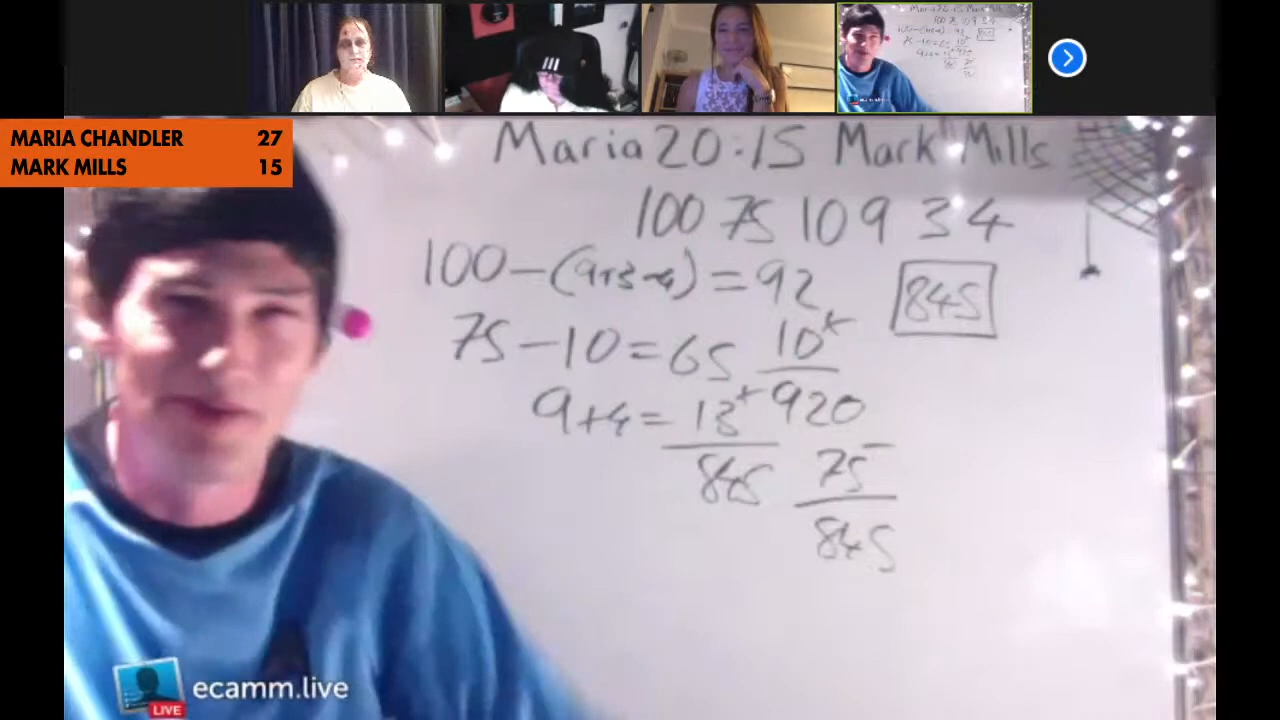 MARIA CHANDLER 27
MARK MILLS 15
Maria 20:15 Mark Mills
100 75 10 9 3 4
100-(9+3-4)=92
845
75-10=65 10×
9+4=13× 920
845 75-
845
ecamm.live
LIVE